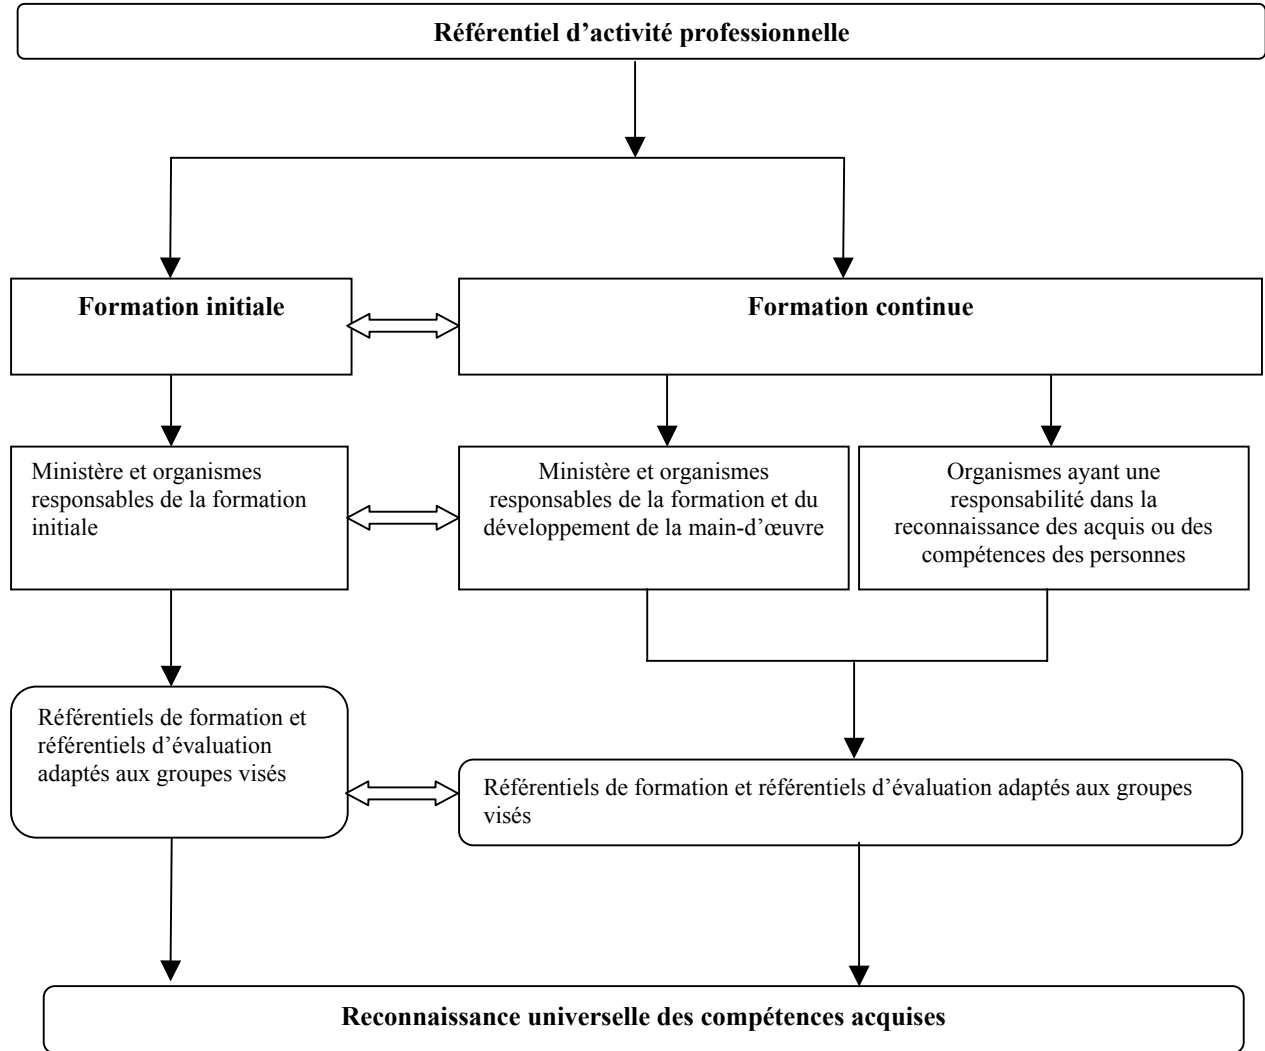 Référentiel d’activité professionnelle
Formation initiale
Formation continue
Ministère et organismes
responsables de la formation
initiale
Ministère et organismes
responsables de la formation et du
développement de la main-d’œuvre
Organismes ayant une
responsabilité dans la
reconnaissance des acquis ou des
compétences des personnes
Référentiels de formation et
référentiels d’évaluation
adaptés aux groupes visés
Référentiels de formation et référentiels d’évaluation adaptés aux groupes
visés
Reconnaissance universelle des compétences acquises